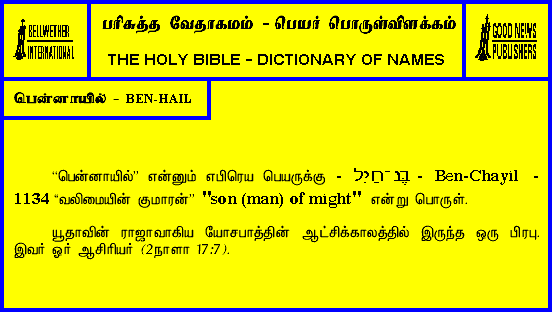 BELLWETHER
INTERNATIONAL
பரிசுத்த வேதாகமம் - பெயர் பொருள்விளக்கம்
THE HOLY BIBLE - DICTIONARY OF NAMES
GOOD NEWS
PUBLISHERS
பென்னாயில் - BEN-HAIL
“பென்னாயில்” என்னும் எபிரெய பெயருக்கு - בֶּנ־חַיִל - Ben-Chayil -
1134 “வலிமையின் குமாரன்” "son (man) of might" என்று பொருள்.
யூதாவின் ராஜாவாகிய யோசபாத்தின் ஆட்சிக்காலத்தில் இருந்த ஒரு பிரபு.
இவர் ஓர் ஆசிரியர் (2நாளா 17:7).